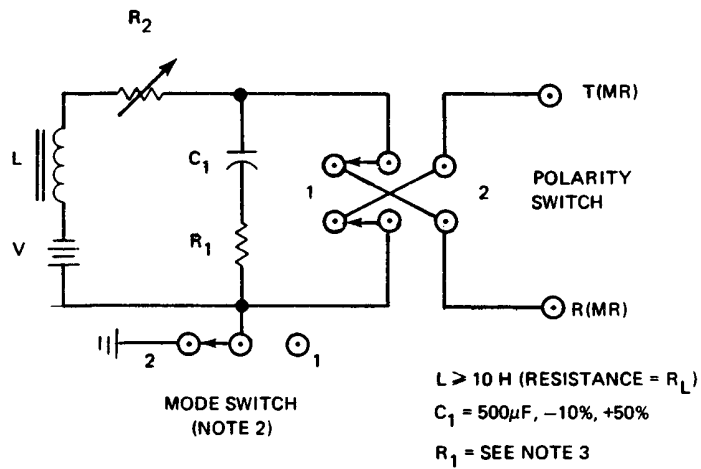 R2
T(MR)
L
C1
1
2
POLARITY
SWITCH
V
R1
R(MR)
2
1
L ≥ 10 H (RESISTANCE = RL)
MODE SWITCH
(NOTE 2)
C1 = 500µF, –10%, +50%
R1 = SEE NOTE 3